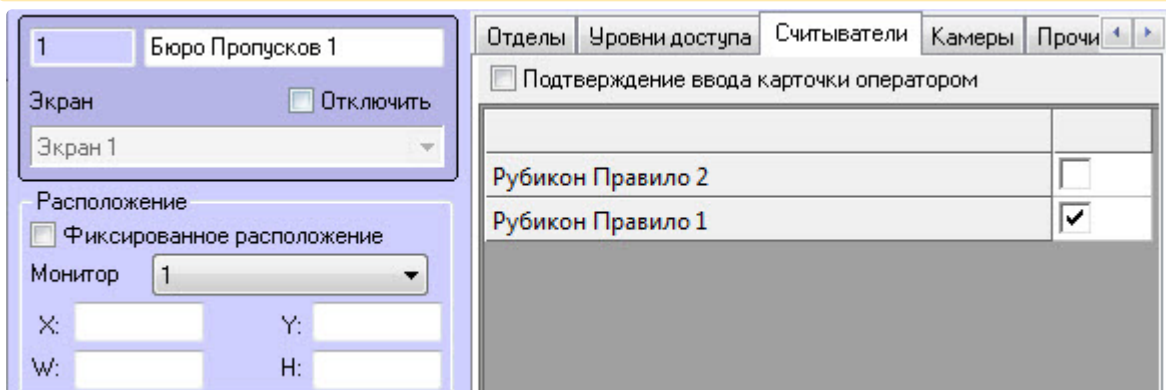 1 Бюро Пропусков 1
Экран Отключить
Экран 1
Расположение
Фиксированное расположение
Монитор 1
X: Y:
W: H:
Отделы Уровни доступа Считыватели Камеры Прочи
Подтверждение ввода карточки оператором
Рубикон Правило 2
Рубикон Правило 1